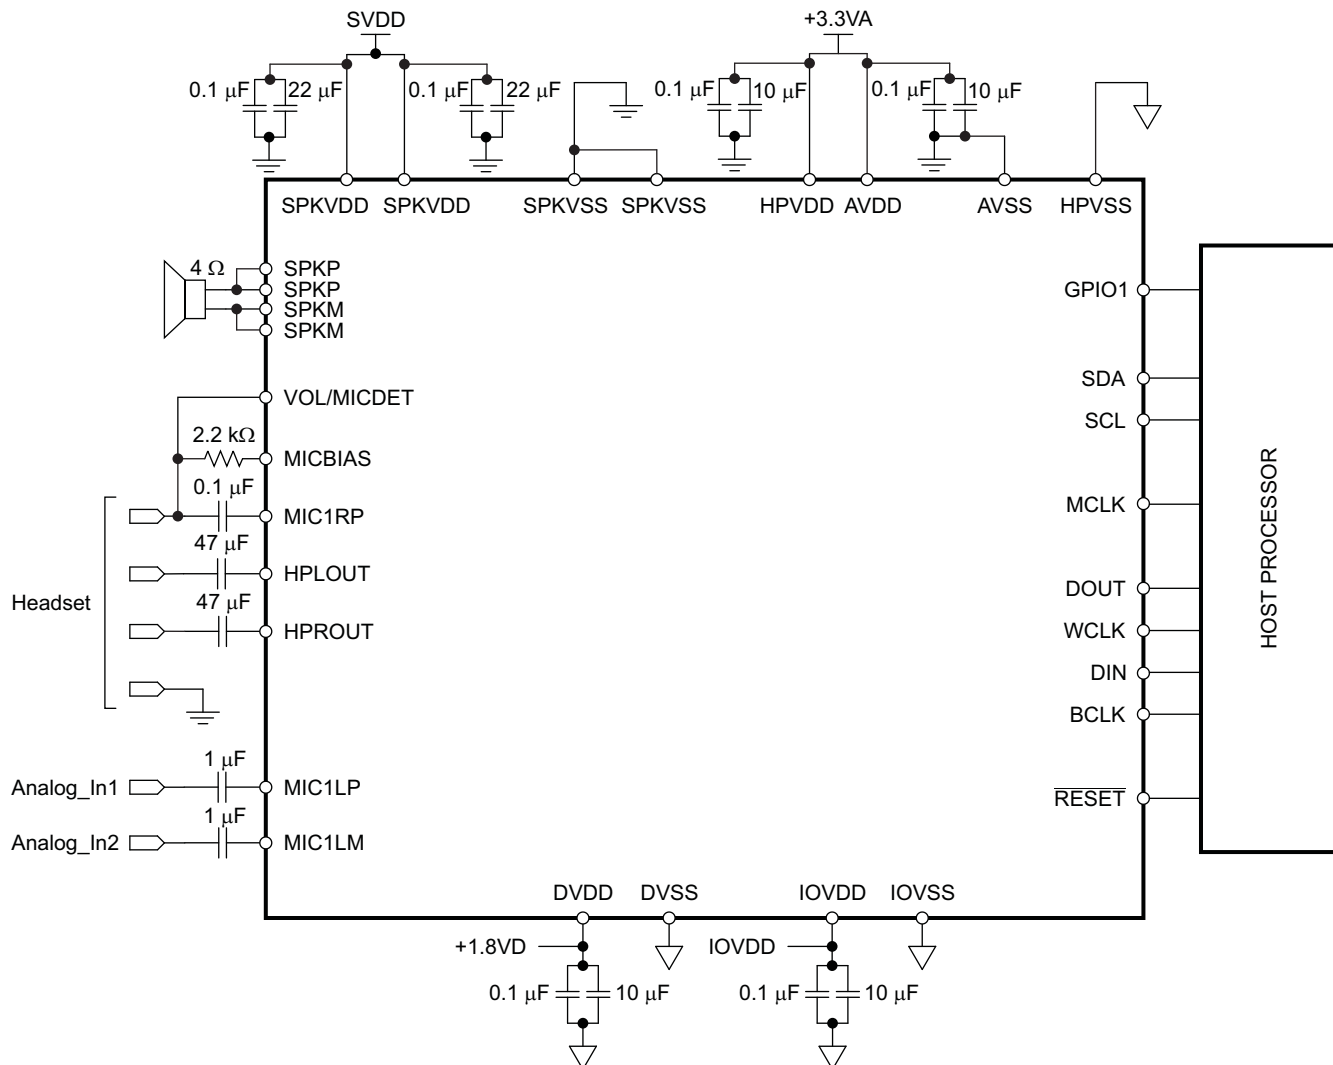 SVDD
+3.3VA
0.1 μF 22 μF 0.1 μF 22 μF 0.1 μF 10 μF 0.1 μF 10 μF
SPKVDD SPKVDD SPKVSS SPKVSS HPVDD AVDD AVSS HPVSS
4 Ω
SPKP
SPKP
SPKM
SPKM
VOL/MICDET
2.2 kΩ
MICBIAS
0.1 μF
MIC1RP
47 μF
HPLOUT
47 μF
Headset
HPROUT
1 μF
Analog_In1
MIC1LP
1 μF
Analog_In2
MIC1LM
GPIO1
SDA
SCL
MCLK
DOUT
WCLK
DIN
BCLK
RESET
HOST PROCESSOR
DVDD DVSS IOVDD IOVSS
+1.8VD IOVDD
0.1 μF 10 μF 0.1 μF 10 μF